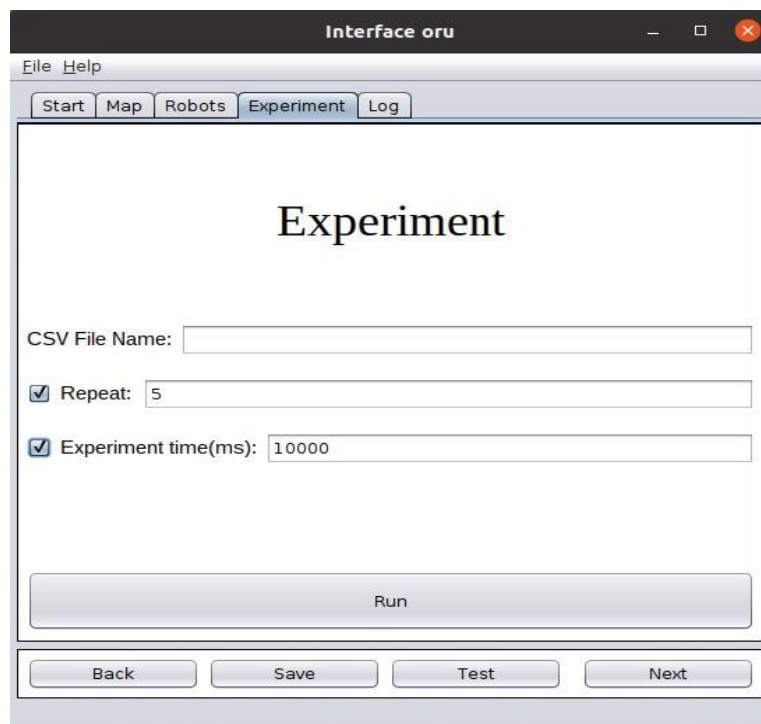 Interface oru
File Help
Start Map Robots Experiment Log
Experiment
CSV File Name:
Repeat: 5
Experiment time(ms): 10000
Run
Back Save Test Next